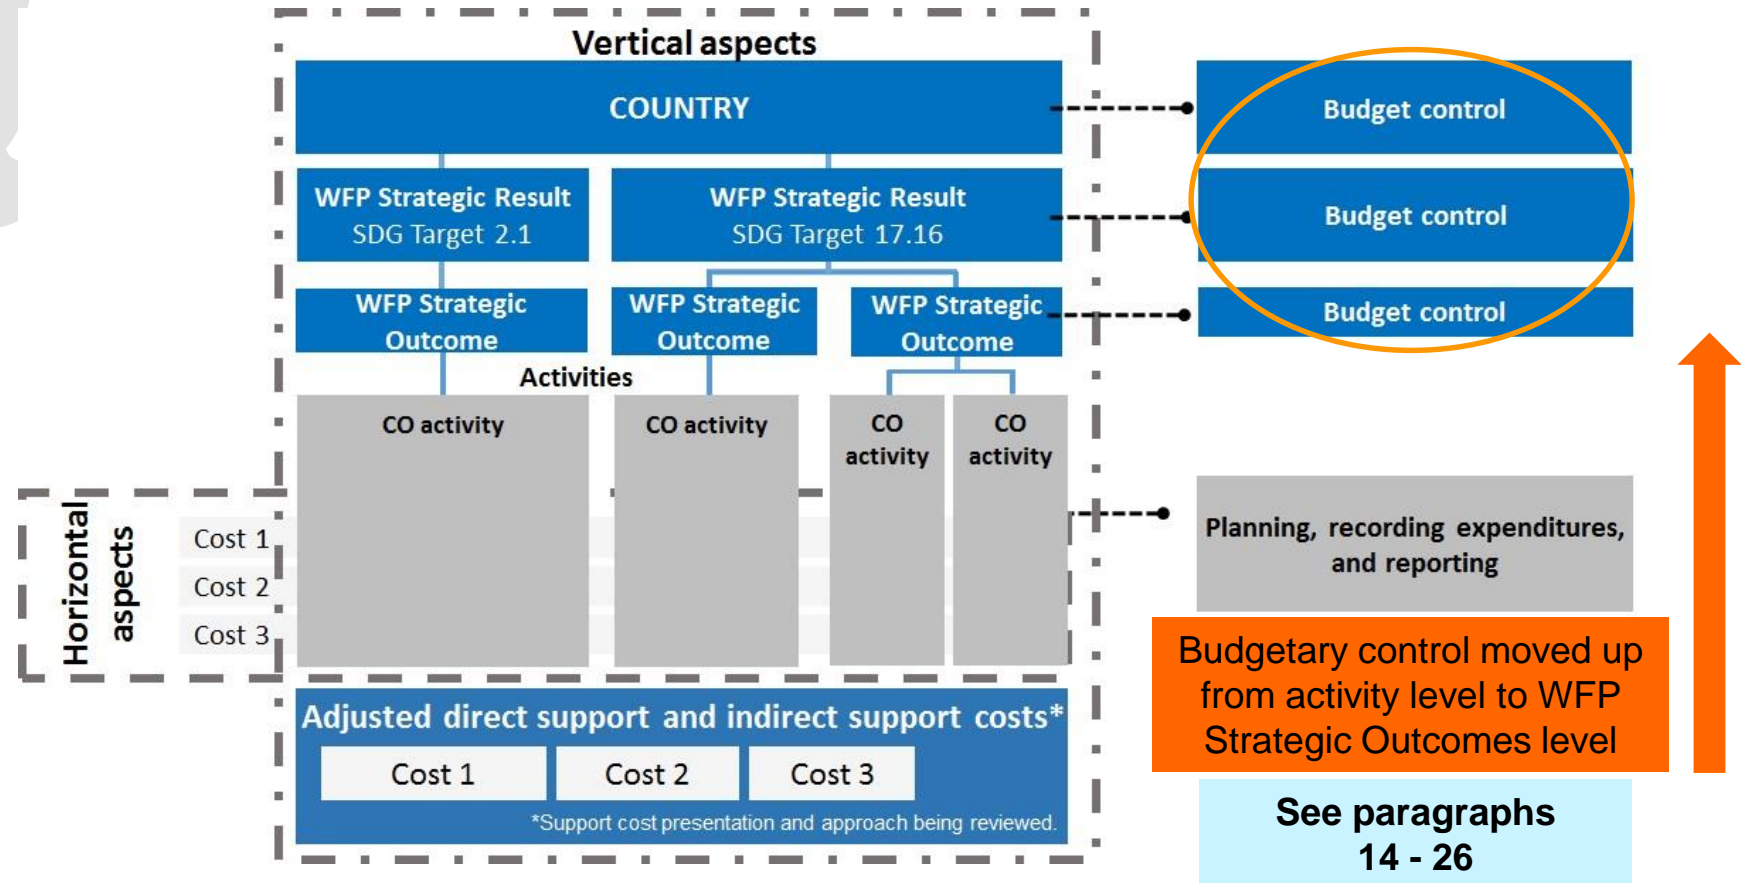 Vertical aspects
COUNTRY
Budget control
WFP Strategic Result
SDG Target 2.1
WFP Strategic Result
SDG Target 17.16
Budget control
WFP Strategic
Outcome
WFP Strategic
Outcome
WFP Strategic
Outcome
Budget control
Activities
CO activity
CO activity
CO
activity
CO
activity
Horizontal
aspects
Cost 1
Cost 2
Cost 3
Planning, recording expenditures,
and reporting
Budgetary control moved up
from activity level to WFP
Strategic Outcomes level
Adjusted direct support and indirect support costs*
Cost 1
Cost 2
Cost 3
*Support cost presentation and approach being reviewed.
See paragraphs
14 - 26